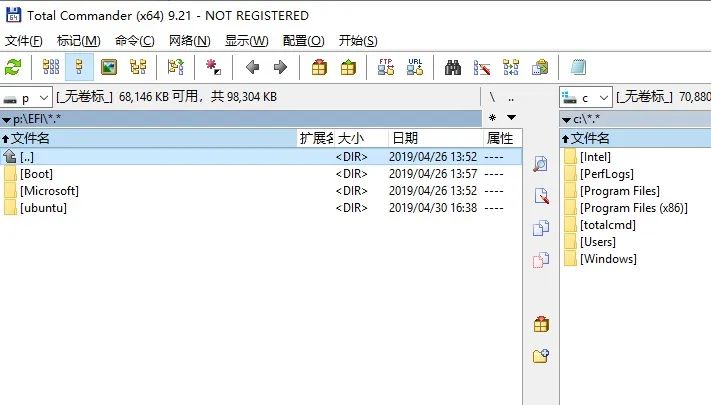 Total Commander (x64) 9.21 - NOT REGISTERED
文件(F) 标记(M) 命令(C) 网络(N) 显示(W) 配置(O) 开始(S)
FTP URL
p [_无卷标_] 68,146 KB 可用，共 98,304 KB \ .. c [_无卷标_] 70,880
p:\EFI\*.* * c:\*.*
文件名 扩展名 大小 日期 属性 文件名
[..] <DIR> 2019/04/26 13:52 ---- [Intel]
[Boot] <DIR> 2019/04/26 13:57 ---- [PerfLogs]
[Microsoft] <DIR> 2019/04/26 13:52 ---- [Program Files]
[ubuntu] <DIR> 2019/04/30 16:38 ---- [Program Files (x86)]
[totalcmd]
[Users]
[Windows]